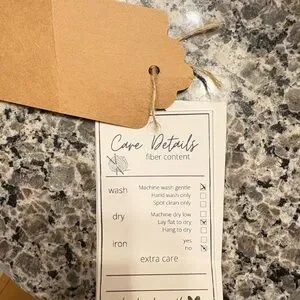 Care Details
fiber content
wash
Machine wash gentle
Hand wash only
Spot clean only
dry
Machine dry low
Lay flat to dry
Hang to dry
iron
yes
no
extra care